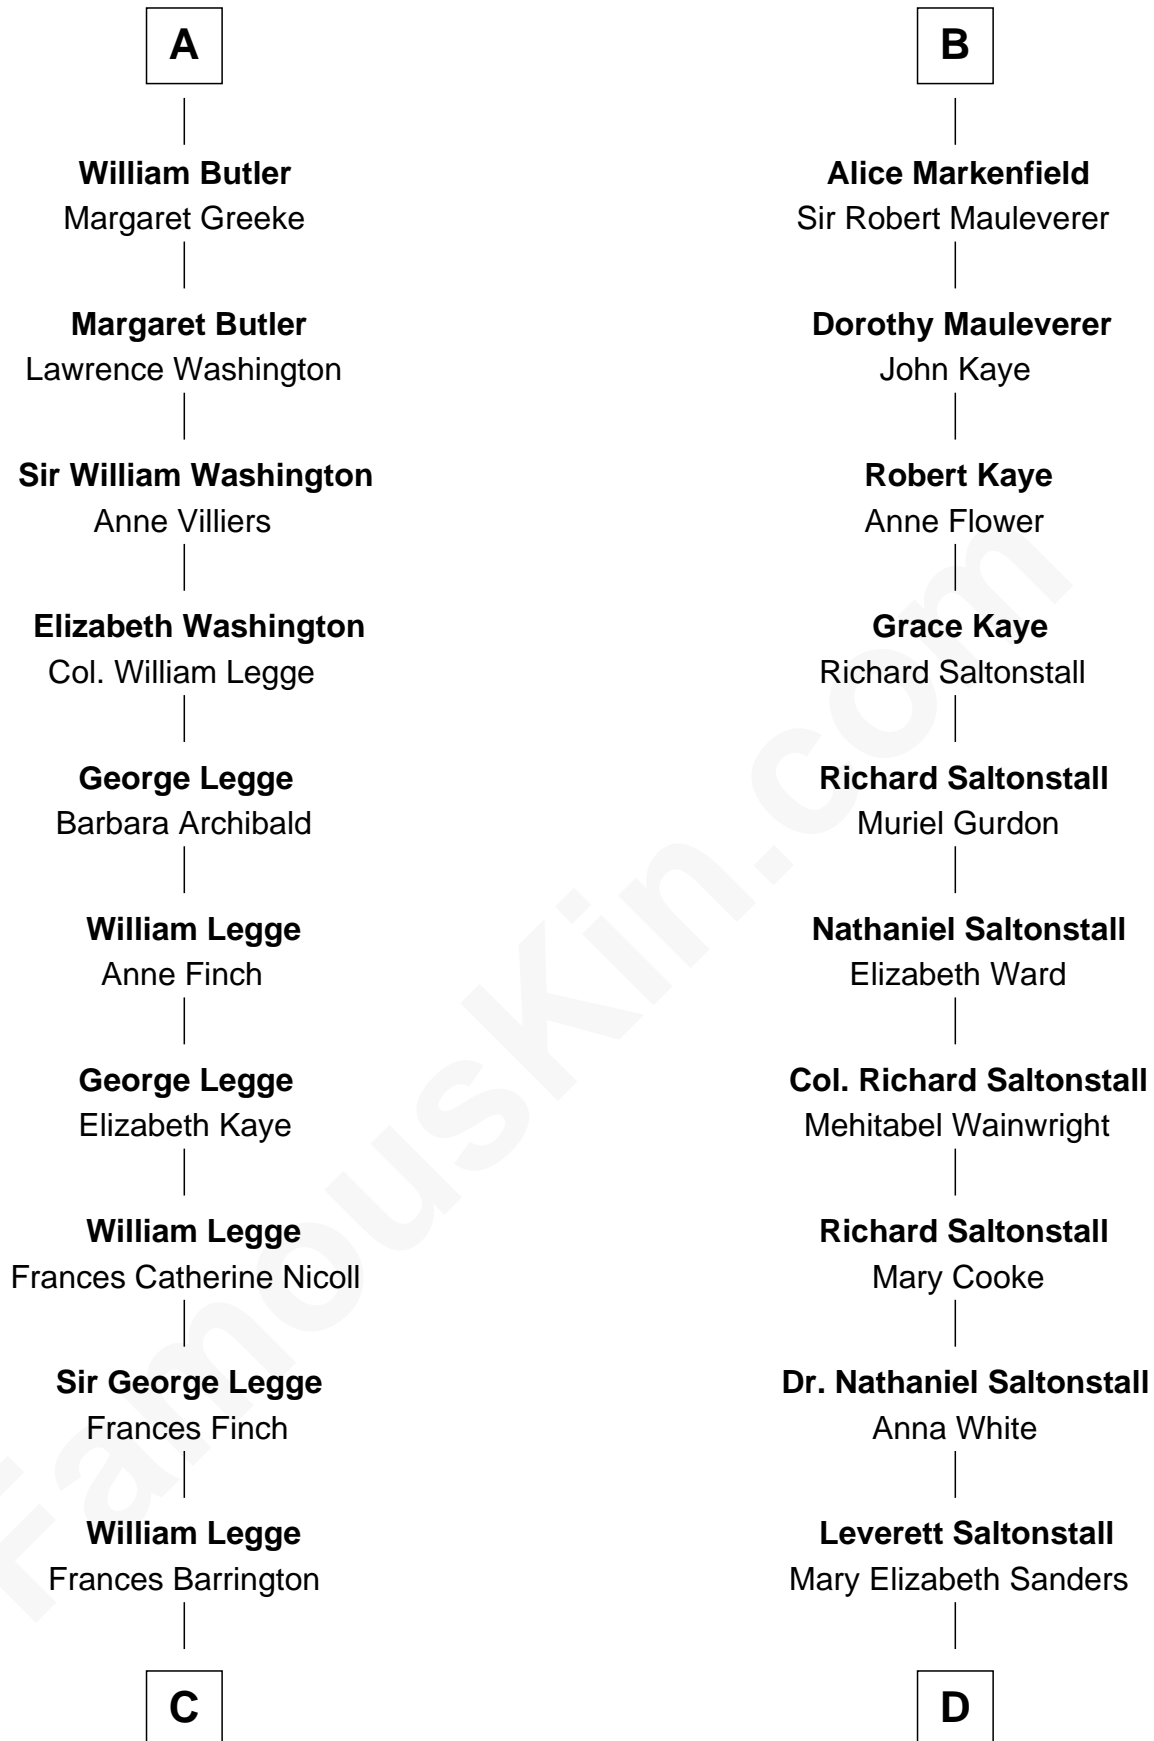 A
William Butler
Margaret Greeke
Margaret Butler
Lawrence Washington
Sir William Washington
Anne Villiers
Elizabeth Washington
Col. William Legge
George Legge
Barbara Archibald
William Legge
Anne Finch
George Legge
Elizabeth Kaye
William Legge
Frances Catherine Nicoll
Sir George Legge
Frances Finch
William Legge
Frances Barrington
C
B
Alice Markenfield
Sir Robert Mauleverer
Dorothy Mauleverer
John Kaye
Robert Kaye
Anne Flower
Grace Kaye
Richard Saltonstall
Richard Saltonstall
Muriel Gurdon
Nathaniel Saltonstall
Elizabeth Ward
Col. Richard Saltonstall
Mehitabel Wainwright
Richard Saltonstall
Mary Cooke
Dr. Nathaniel Saltonstall
Anna White
Leverett Saltonstall
Mary Elizabeth Sanders
D
FamousKin.com